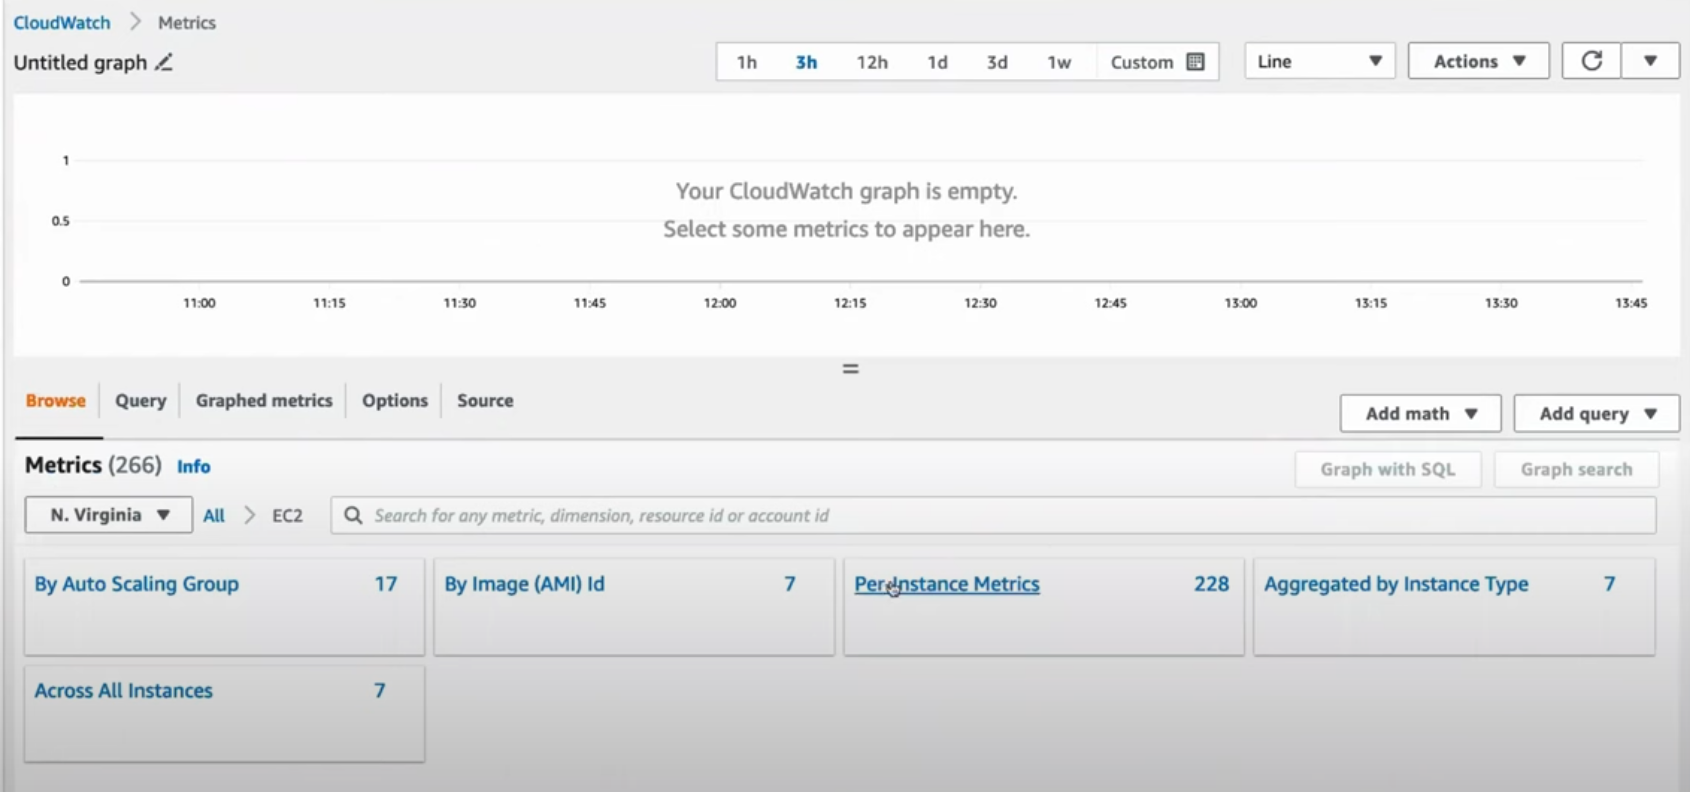 CloudWatch > Metrics
Untitled graph
1h 3h 12h 1d 3d 1w Custom
Line
Actions
Your CloudWatch graph is empty.
Select some metrics to appear here.
1
0.5
0
11:00 11:15 11:30 11:45 12:00 12:15 12:30 12:45 13:00 13:15 13:30 13:45
Browse Query Graphed metrics Options Source
Add math Add query
Metrics (266) Info
Graph with SQL Graph search
N. Virginia All > EC2 Search for any metric, dimension, resource id or account id
By Auto Scaling Group 17
By Image (AMI) Id 7
Per-Instance Metrics 228
Aggregated by Instance Type 7
Across All Instances 7